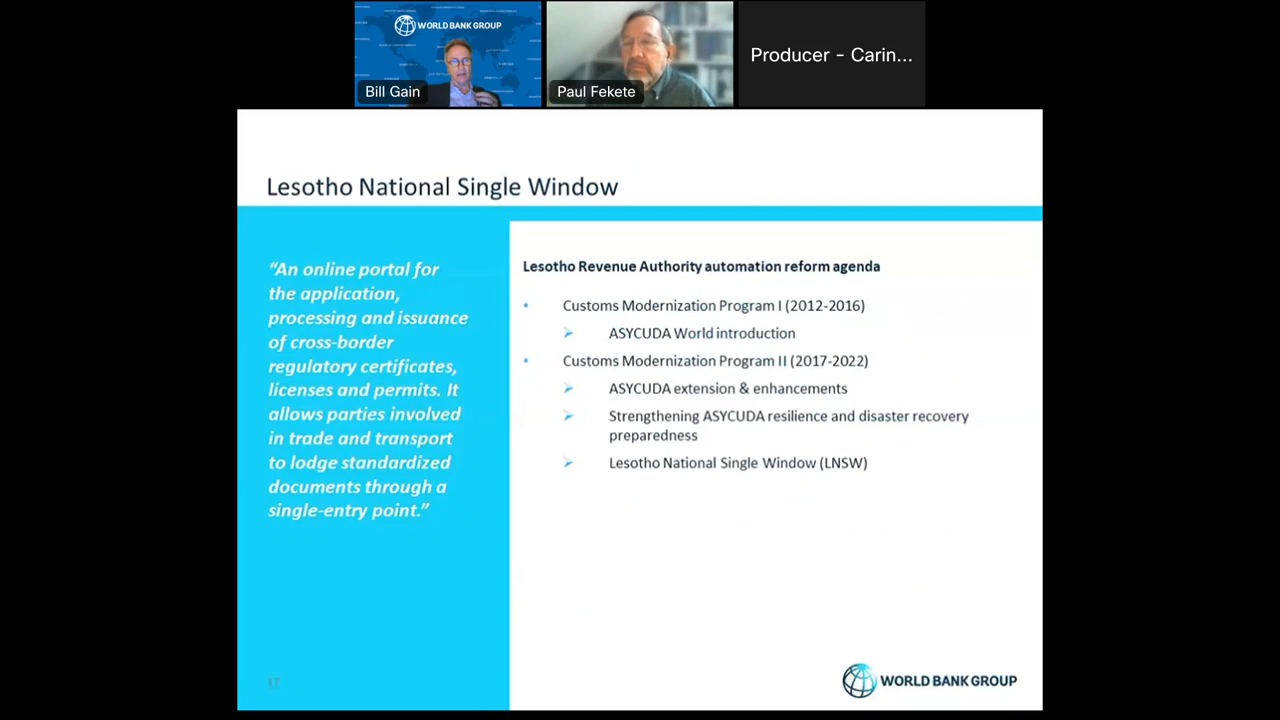 WORLD BANK GROUP
Bill Gain
Paul Fekete
Producer - Carin...
Lesotho National Single Window
“An online portal for
the application,
processing and issuance
of cross-border
regulatory certificates,
licenses and permits. It
allows parties involved
in trade and transport
to lodge standardized
documents through a
single-entry point.”
Lesotho Revenue Authority automation reform agenda
• Customs Modernization Program I (2012-2016)
➢ ASYCUDA World introduction
• Customs Modernization Program II (2017-2022)
➢ ASYCUDA extension & enhancements
➢ Strengthening ASYCUDA resilience and disaster recovery
preparedness
➢ Lesotho National Single Window (LNSW)
17
WORLD BANK GROUP